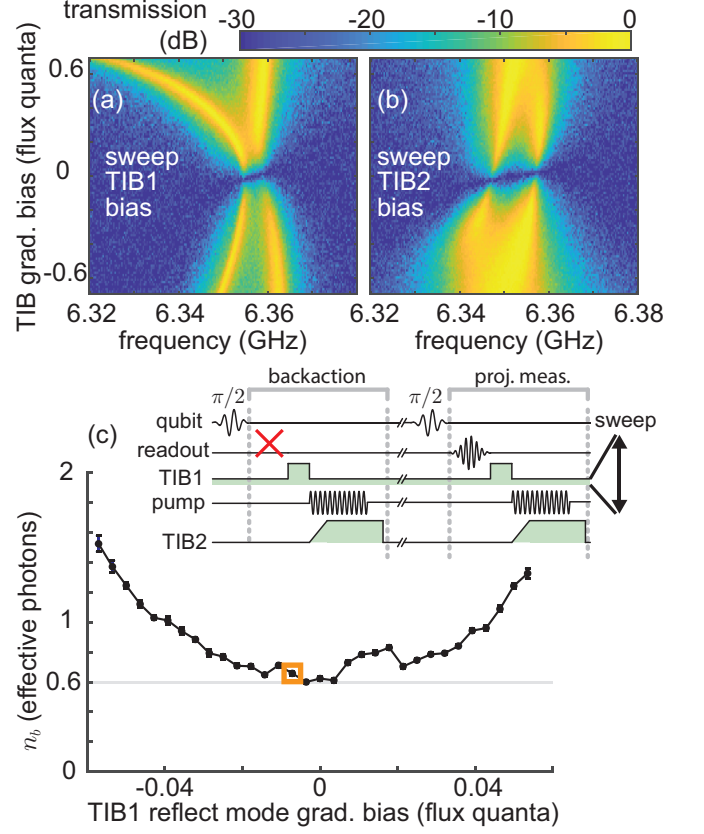 transmission
(dB)
-30 -20 -10 0
TIB grad. bias (flux quanta)
0.6
0
-0.6
(a)
sweep
TIB1
bias
(b)
sweep
TIB2
bias
6.32 6.34 6.36 6.32 6.34 6.36 6.38
frequency (GHz) frequency (GHz)
(c)
backaction proj. meas.
π/2 π/2
qubit
readout
TIB1
pump
TIB2
sweep
n_b (effective photons)
2
1
0.6
0
-0.04 0 0.04
TIB1 reflect mode grad. bias (flux quanta)